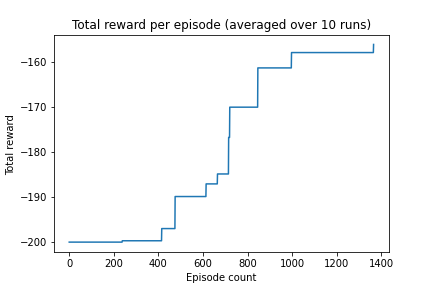 Total reward per episode (averaged over 10 runs)
−160
−170
−180
−190
−200
Total reward
0 200 400 600 800 1000 1200 1400
Episode count